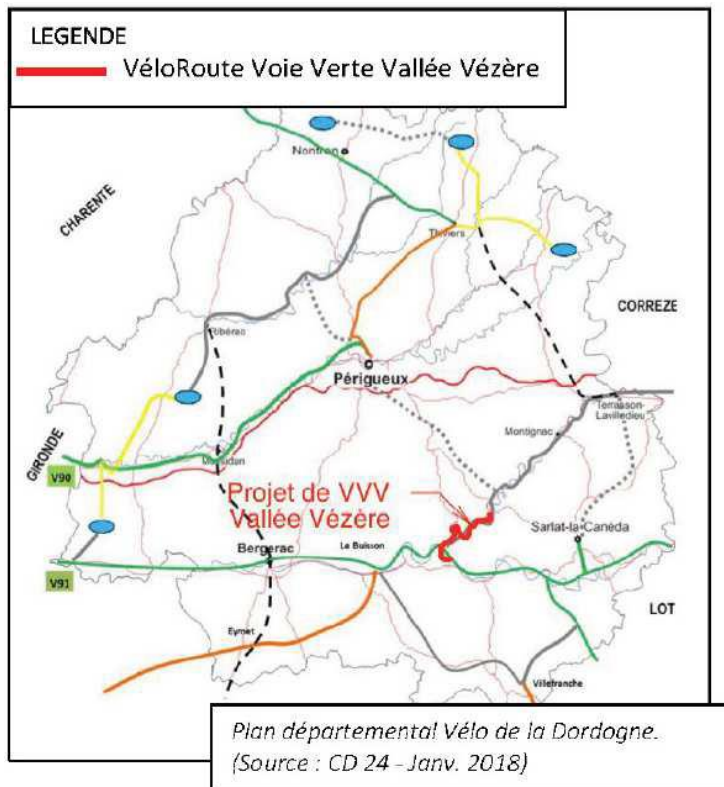 LEGENDE
VéloRoute Voie Verte Vallée Vézère
CHARENTE
Nontron
Thiviers
CORREZE
Ribérac
Périgueux
Terrasson-
Lavilledieu
Montignac
GIRONDE
V90
Mussidan
Projet de VVV
Vallée Vézère
Sarlat-la-Canéda
Bergerac
Le Buisson
V91
LOT
Eymet
Villefranche
Plan départemental Vélo de la Dordogne.
(Source : CD 24 - Janv. 2018)